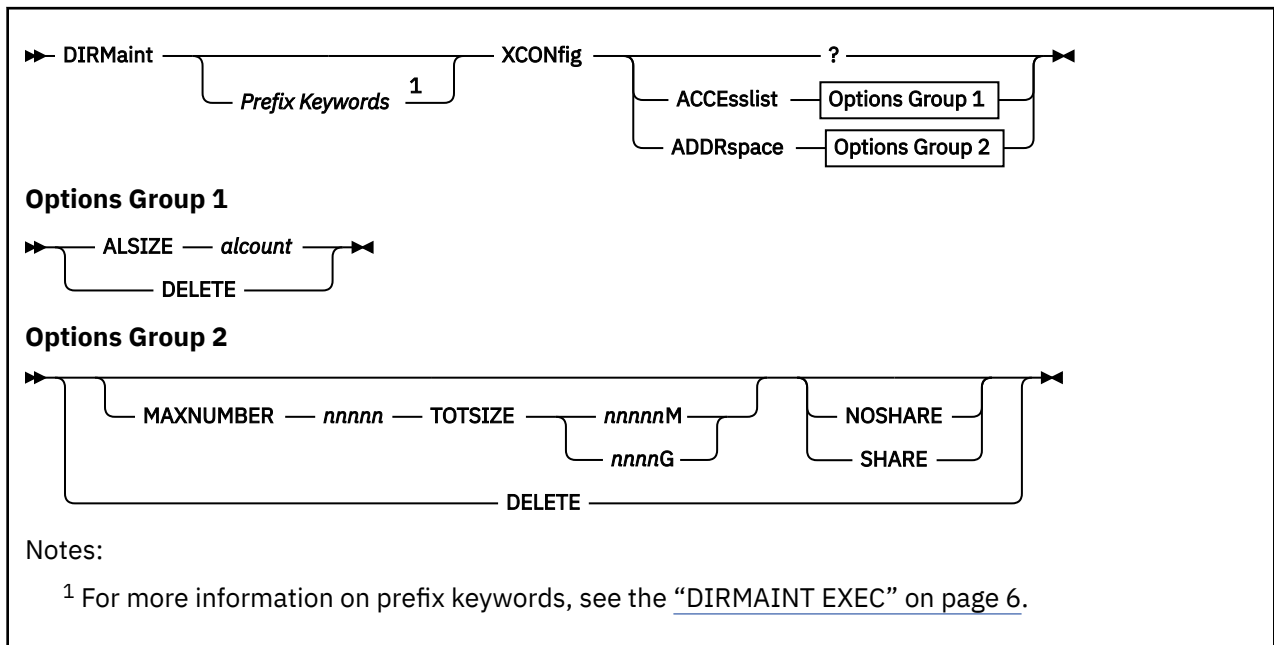 DIRMaint XCONfig ?
Prefix Keywords 1
ACCEsslist Options Group 1
ADDRspace Options Group 2
Options Group 1
ALSIZE alcount
DELETE
Options Group 2
MAXNUMBER nnnnn TOTSIZE nnnnnM NOSHARE
nnnnG SHARE
DELETE
Notes:
1 For more information on prefix keywords, see the “DIRMAINT EXEC” on page 6.